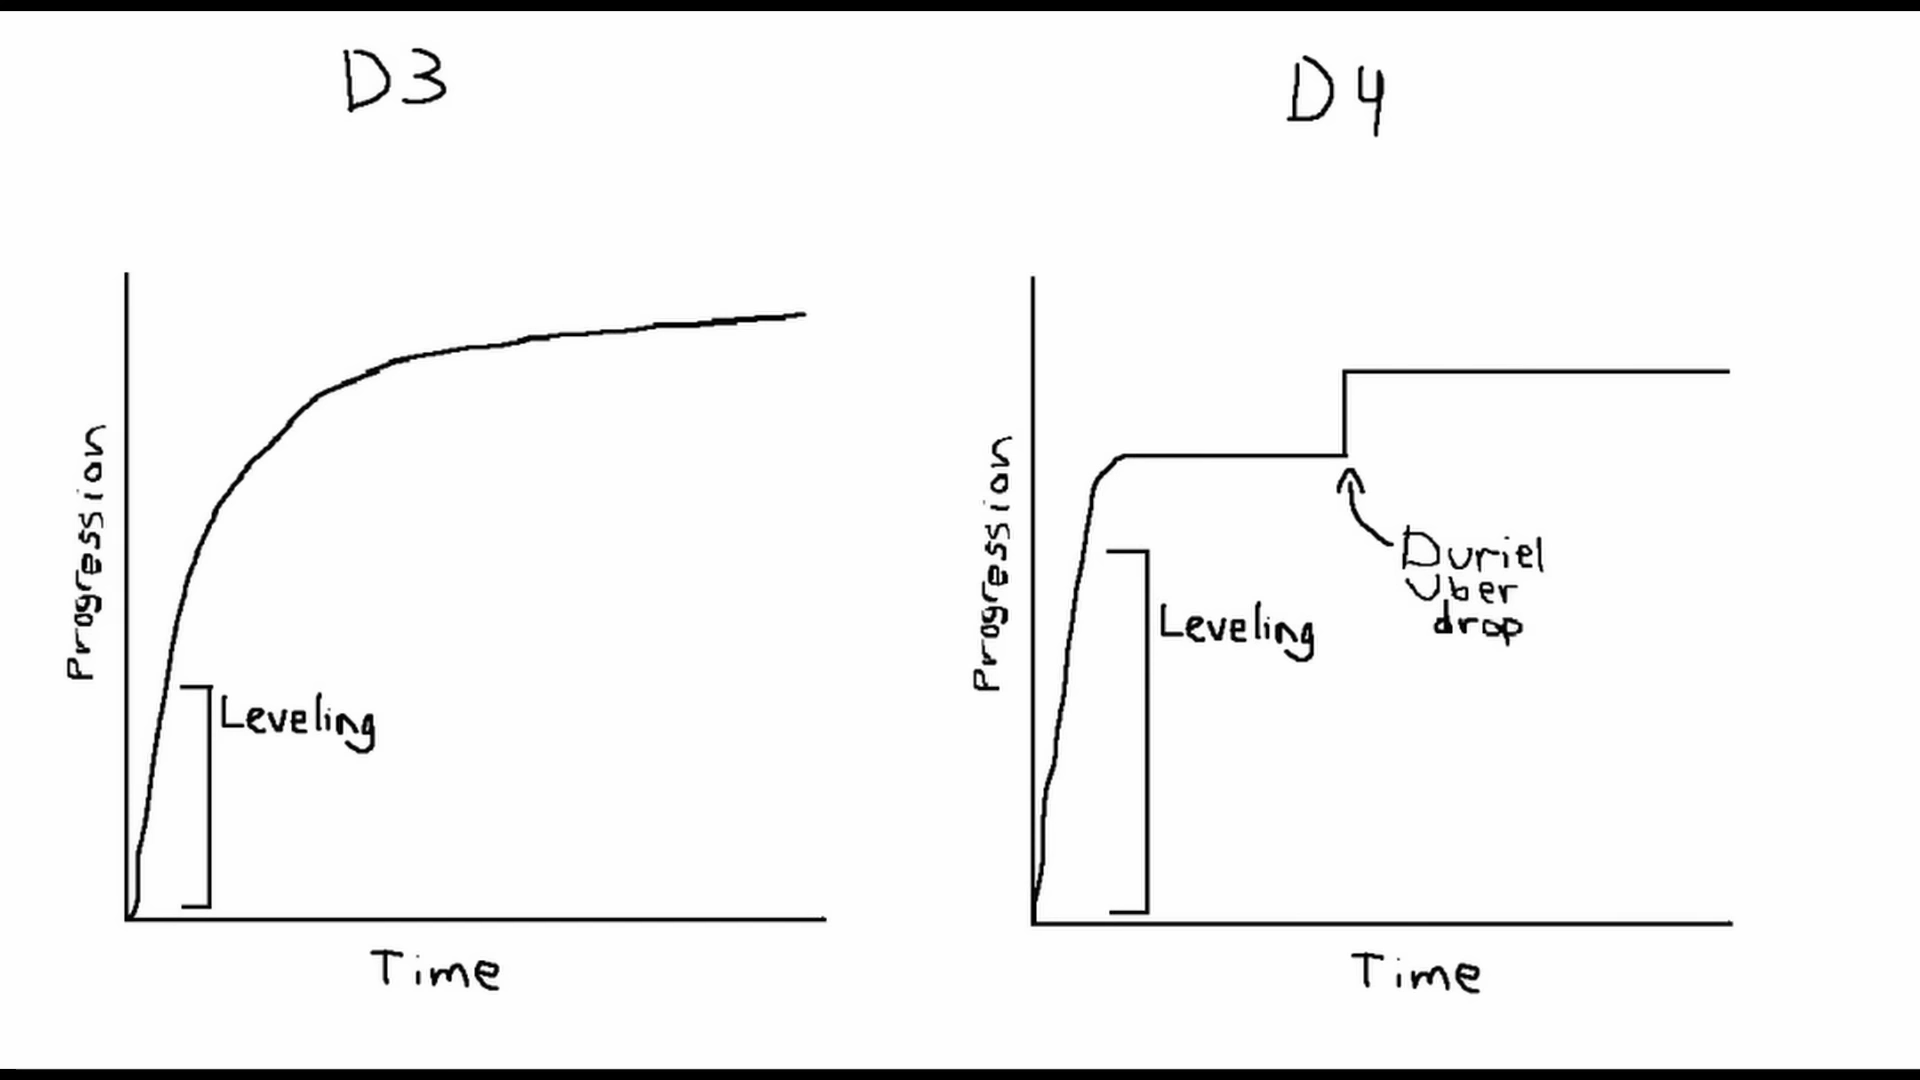 D3
D4
Progression
Leveling
Time
Progression
Leveling
Duriel
Uber
drop
Time